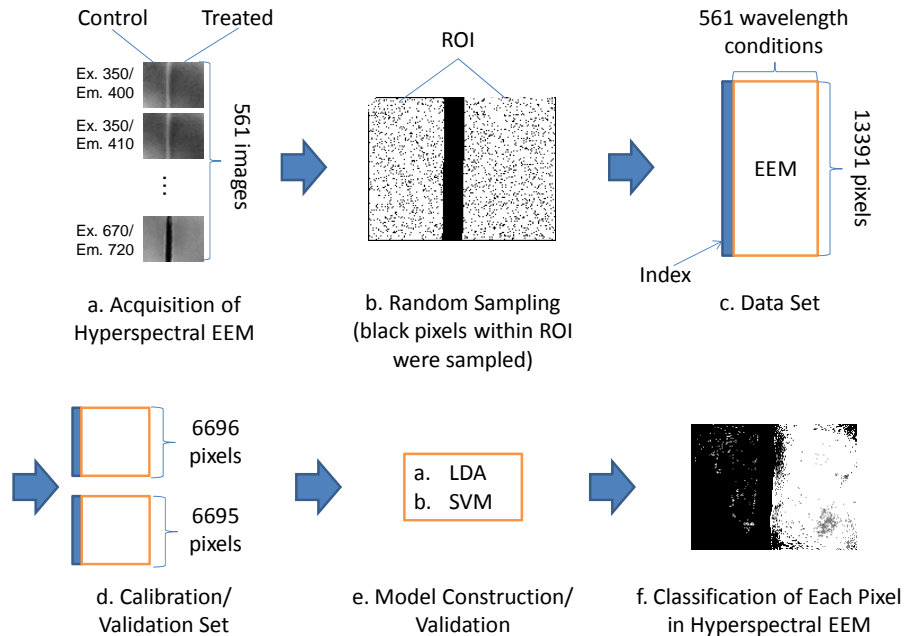 Control
Treated
Ex. 350/
Em. 400
Ex. 350/
Em. 410
...
Ex. 670/
Em. 720
561 images
a. Acquisition of
Hyperspectral EEM
ROI
b. Random Sampling
(black pixels within ROI
were sampled)
561 wavelength
conditions
EEM
13391 pixels
Index
c. Data Set
6696
pixels
6695
pixels
d. Calibration/
Validation Set
a. LDA
b. SVM
e. Model Construction/
Validation
f. Classification of Each Pixel
in Hyperspectral EEM